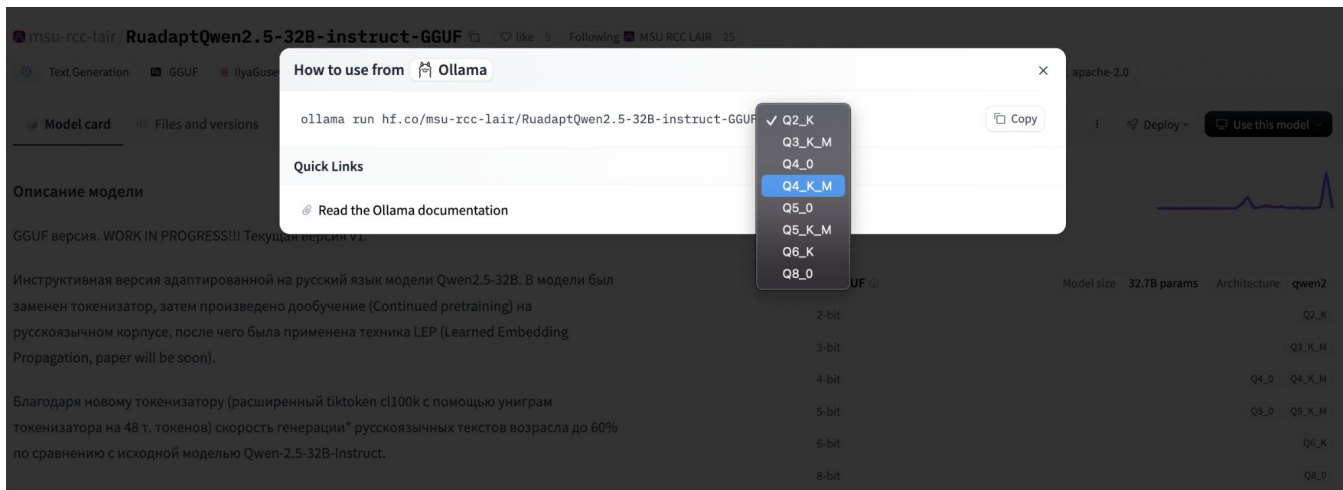 msu-rcc-lair/RuadaptQwen2.5-32B-instruct-GGUF like 9 Following MSU RCC LAIR 25
Text Generation GGUF IlyaGuse apache-2.0
How to use from Ollama
Model card Files and versions Deploy Use this model
ollama run hf.co/msu-rcc-lair/RuadaptQwen2.5-32B-instruct-GGUF
Copy
✓ Q2_K
Q3_K_M
Q4_0
Q4_K_M
Q5_0
Q5_K_M
Q6_K
Q8_0
Quick Links
Read the Ollama documentation
Описание модели
GGUF версия. WORK IN PROGRESS!!! Текущая версия v1.
Инструктивная версия адаптированной на русский язык модели Qwen2.5-32B. В модели был
заменен токенизатор, затем произведено дообучение (Continued pretraining) на
русскоязычном корпусе, после чего была применена техника LEP (Learned Embedding
Propagation, paper will be soon).
Благодаря новому токенизатору (расширенный tiktoken cl100k с помощью униграм
токенизатора на 48 т. токенов) скорость генерации* русскоязычных текстов возрасла до 60%
по сравнению с исходной моделью Qwen-2.5-32B-Instruct.
UF Model size 32.7B params Architecture qwen2
2-bit Q2_K
3-bit Q3_K_M
4-bit Q4_0 Q4_K_M
5-bit Q5_0 Q5_K_M
6-bit Q6_K
8-bit Q8_0